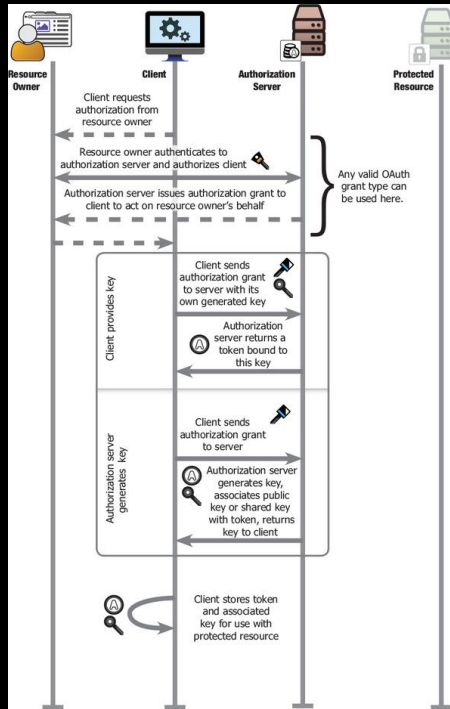 Resource
Owner
Client
Authorization
Server
Protected
Resource
Client requests
authorization from
resource owner
Resource owner authenticates to
authorization server and authorizes client
Authorization server issues authorization grant to
client to act on resource owner's behalf
Any valid OAuth
grant type can
be used here.
Client provides key
Client sends
authorization grant
to server with its
own generated key
A
Authorization
server returns a
token bound to
this key
Authorization server
generates key
Client sends
authorization grant
to server
A
Authorization server
generates key,
associates public
key or shared key
with token, returns
key to client
A
Client stores token
and associated
key for use with
protected resource